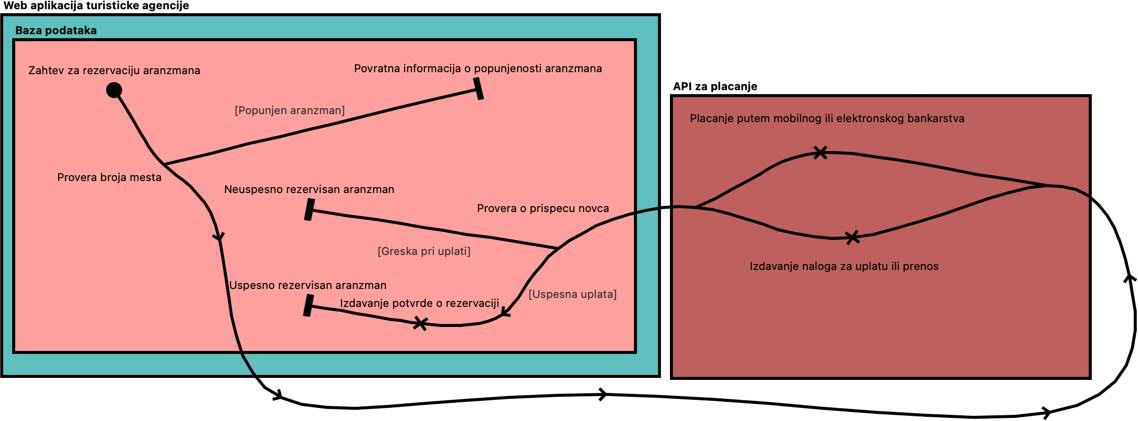 Web aplikacija turisticke agencije
Baza podataka
Zahtev za rezervaciju aranzmana
Povratna informacija o popunjenosti aranzmana
[Popunjen aranzman]
Provera broja mesta
Neuspesno rezervisan aranzman
Provera o prispecu novca
[Greska pri uplati]
Uspesno rezervisan aranzman
Izdavanje potvrde o rezervaciji
[Uspesna uplata]
API za placanje
Placanje putem mobilnog ili elektronskog bankarstva
Izdavanje naloga za uplatu ili prenos